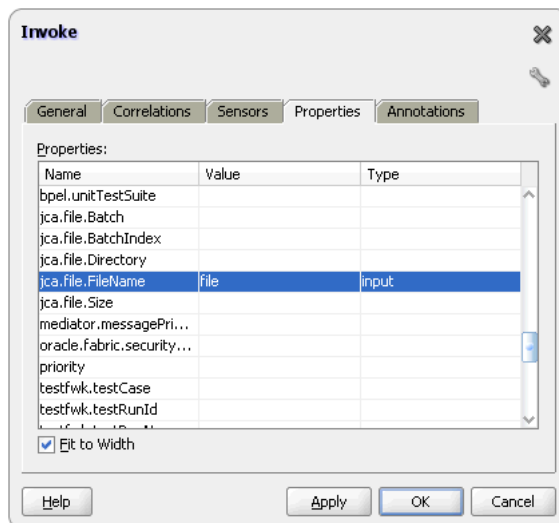 Invoke
General Correlations Sensors Properties Annotations
Properties:
Name Value Type
bpel.unitTestSuite
jca.file.Batch
jca.file.BatchIndex
jca.file.Directory
jca.file.FileName file input
jca.file.Size
mediator.messagePri...
oracle.fabric.security...
priority
testfwk.testCase
testfwk.testRunId
Fit to Width
Help Apply OK Cancel